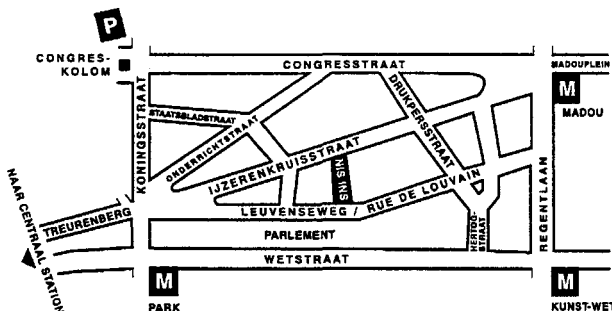 P
CONGRES-
KOLOM
CONGRESSTRAAT
MADOUPLEIN
M
MADOU
KONINGSSTRAAT
STAATSBLADSTRAAT
ONDERRICHTSTRAAT
DRUKPERSSTRAAT
IJZERENKRUISSTRAAT
NIS INS
LEUVENSEWEG / RUE DE LOUVAIN
REGENTLAAN
TREURENBERG
PARLEMENT
HERTOG-
STRAAT
NAAR CENTRAAL STATION
WETSTRAAT
M
PARK
M
KUNST-WET